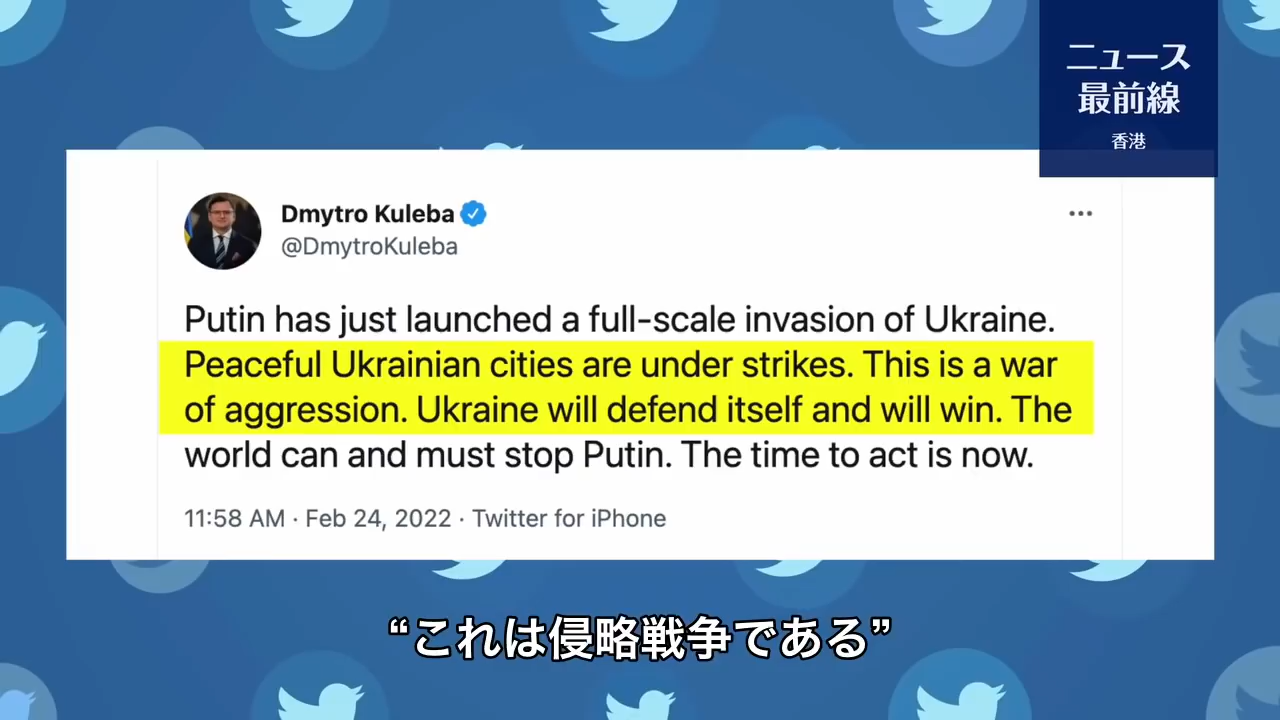 ニュース
最前線
香港
Dmytro Kuleba
@DmytroKuleba
Putin has just launched a full-scale invasion of Ukraine.
Peaceful Ukrainian cities are under strikes. This is a war
of aggression. Ukraine will defend itself and will win. The
world can and must stop Putin. The time to act is now.
11:58 AM · Feb 24, 2022 · Twitter for iPhone
“これは侵略戦争である”